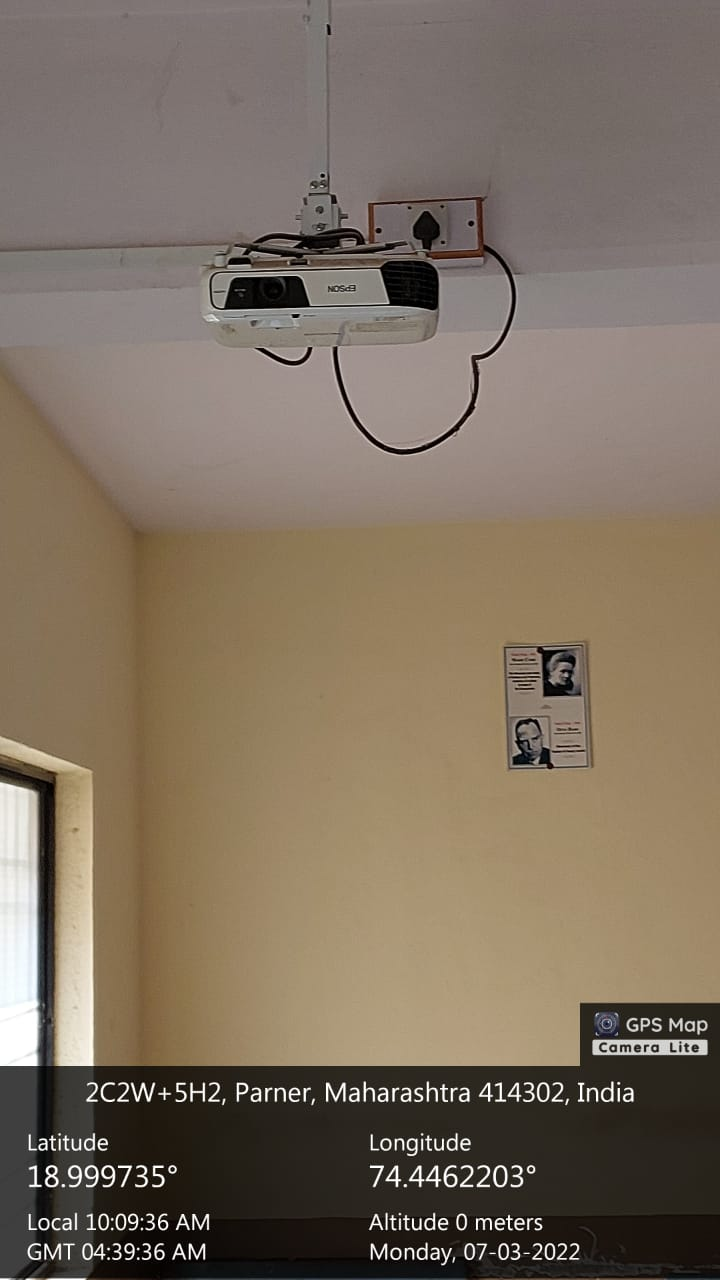 EPSON
GPS Map
Camera Lite
2C2W+5H2, Parner, Maharashtra 414302, India
Latitude
18.999735°
Longitude
74.4462203°
Local 10:09:36 AM
GMT 04:39:36 AM
Altitude 0 meters
Monday, 07-03-2022